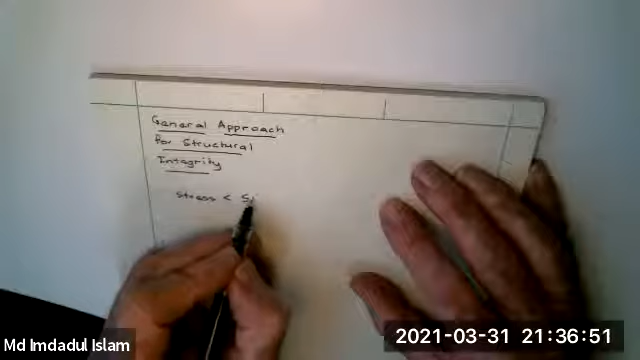 General Approach
for Structural
Integrity
Stress < S
Md Imdadul Islam
2021-03-31 21:36:51